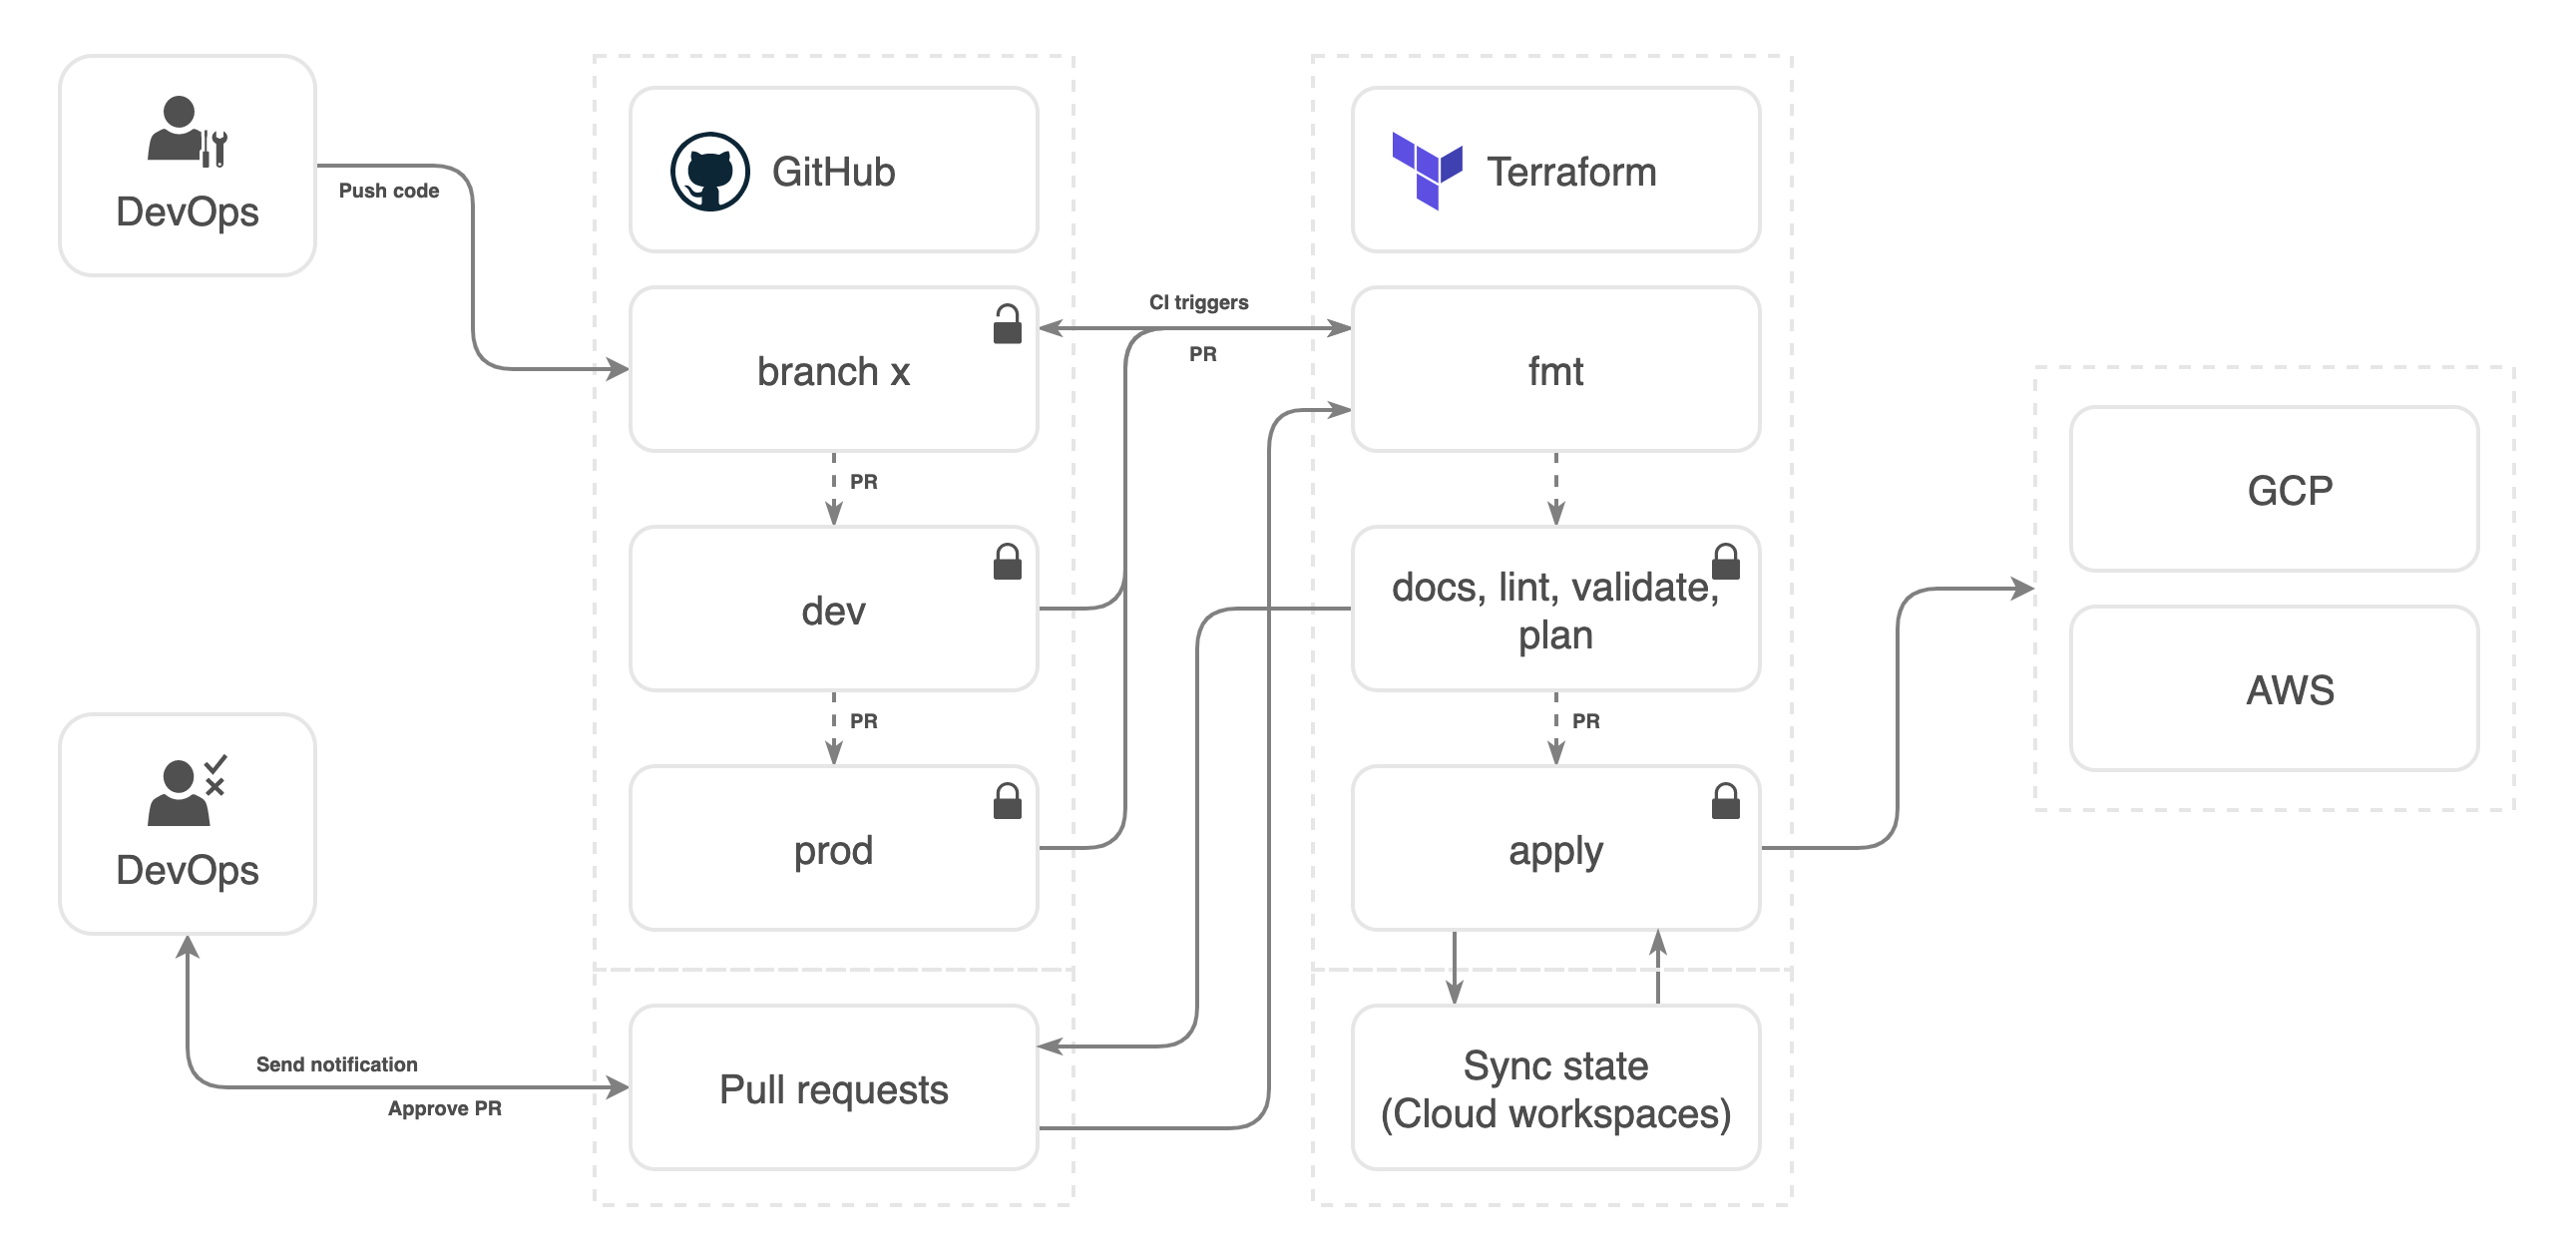 DevOps
Push code
GitHub
Terraform
branch x
CI triggers
PR
fmt
PR
dev
docs, lint, validate,
plan
GCP
PR
PR
AWS
prod
apply
DevOps
Send notification
Approve PR
Pull requests
Sync state
(Cloud workspaces)